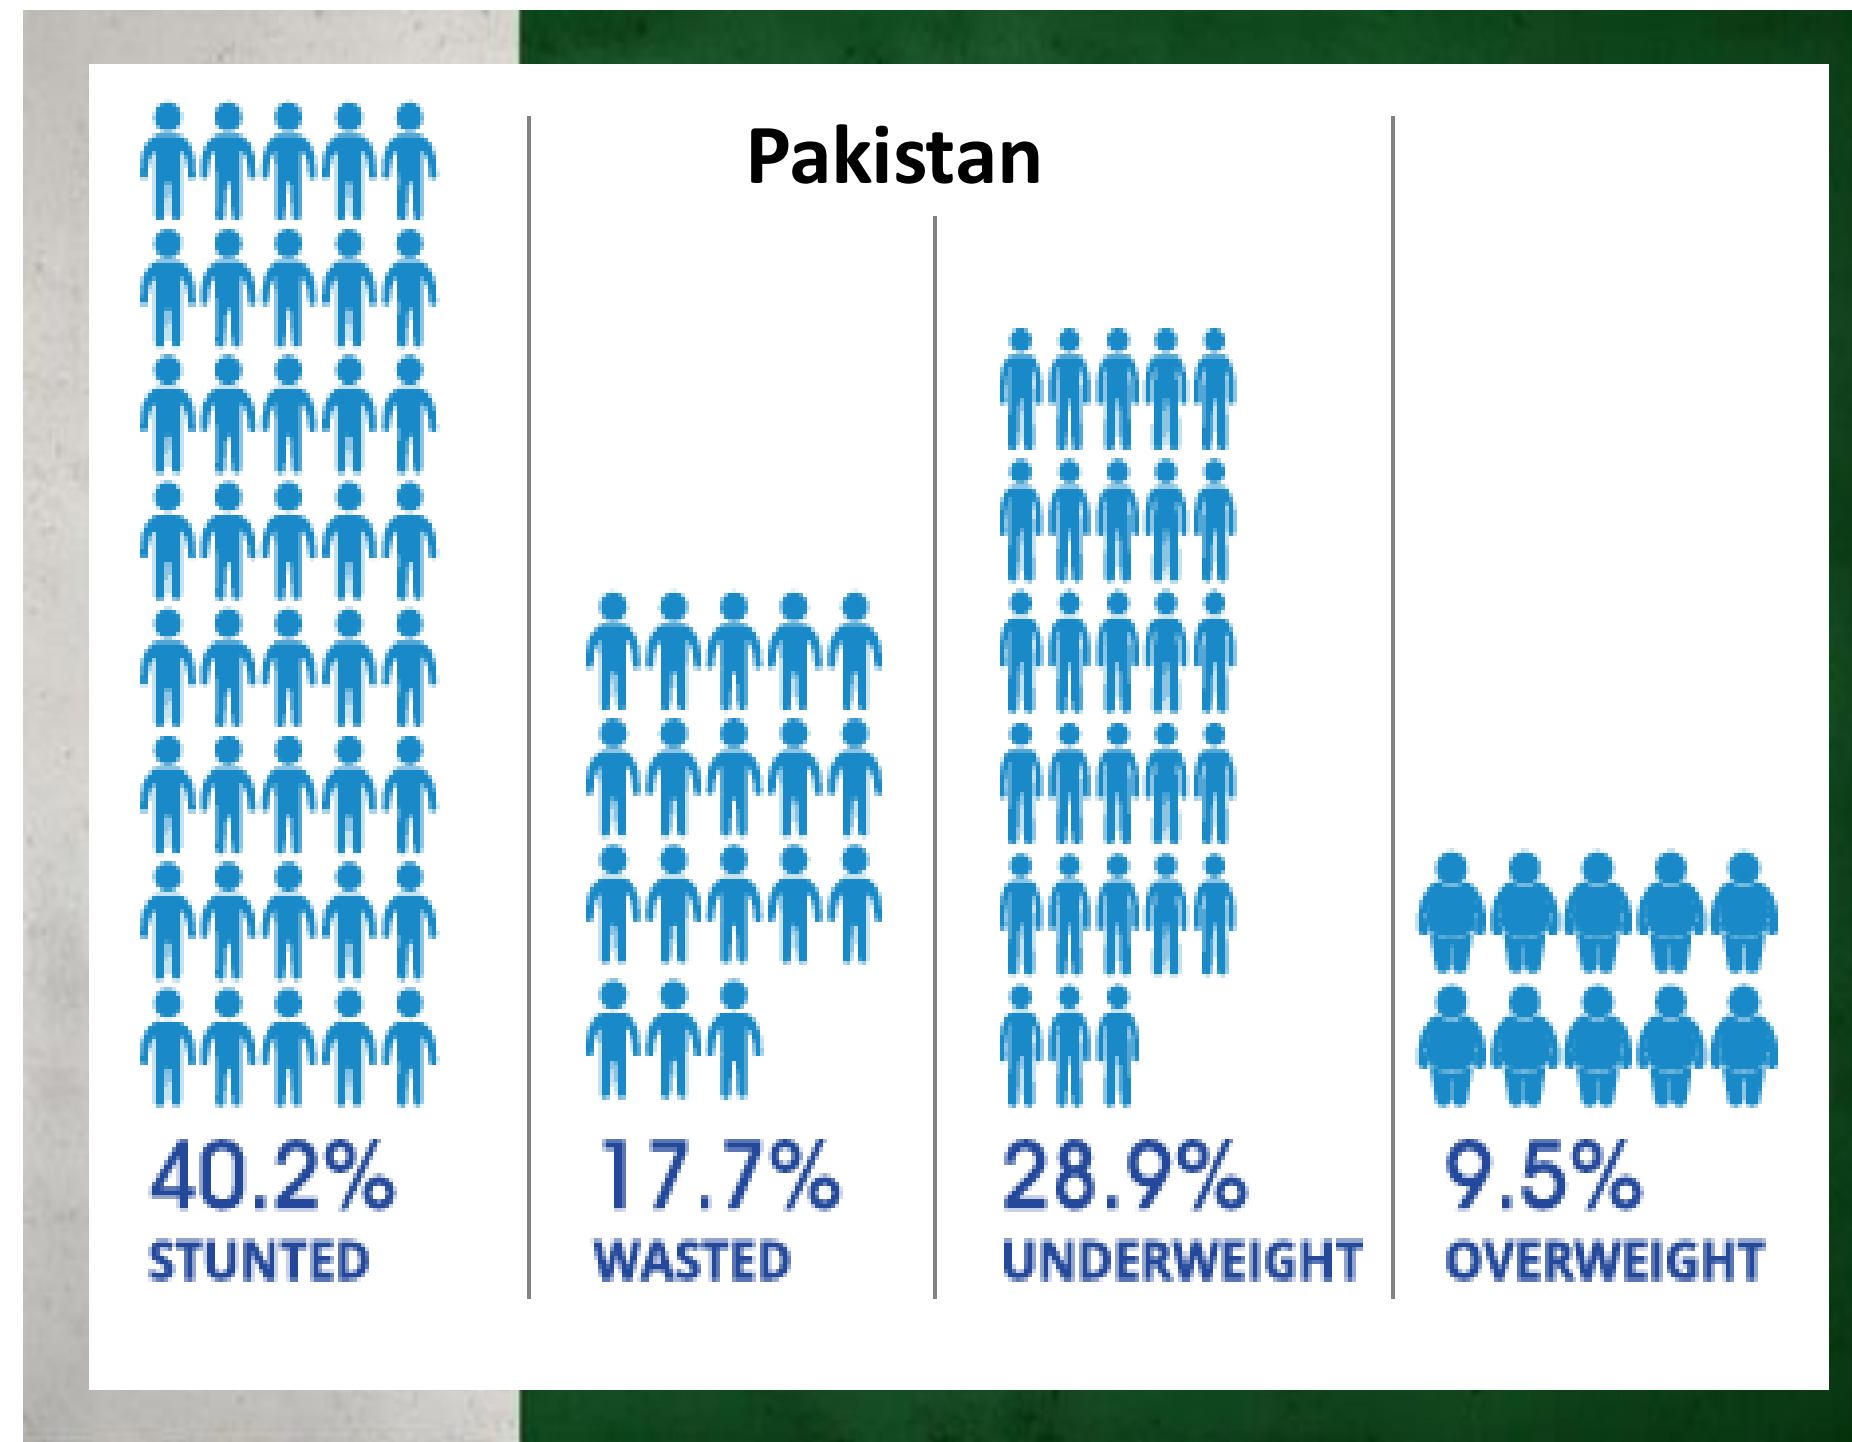 Pakistan
40.2%
STUNTED
17.7%
WASTED
28.9%
UNDERWEIGHT
9.5%
OVERWEIGHT